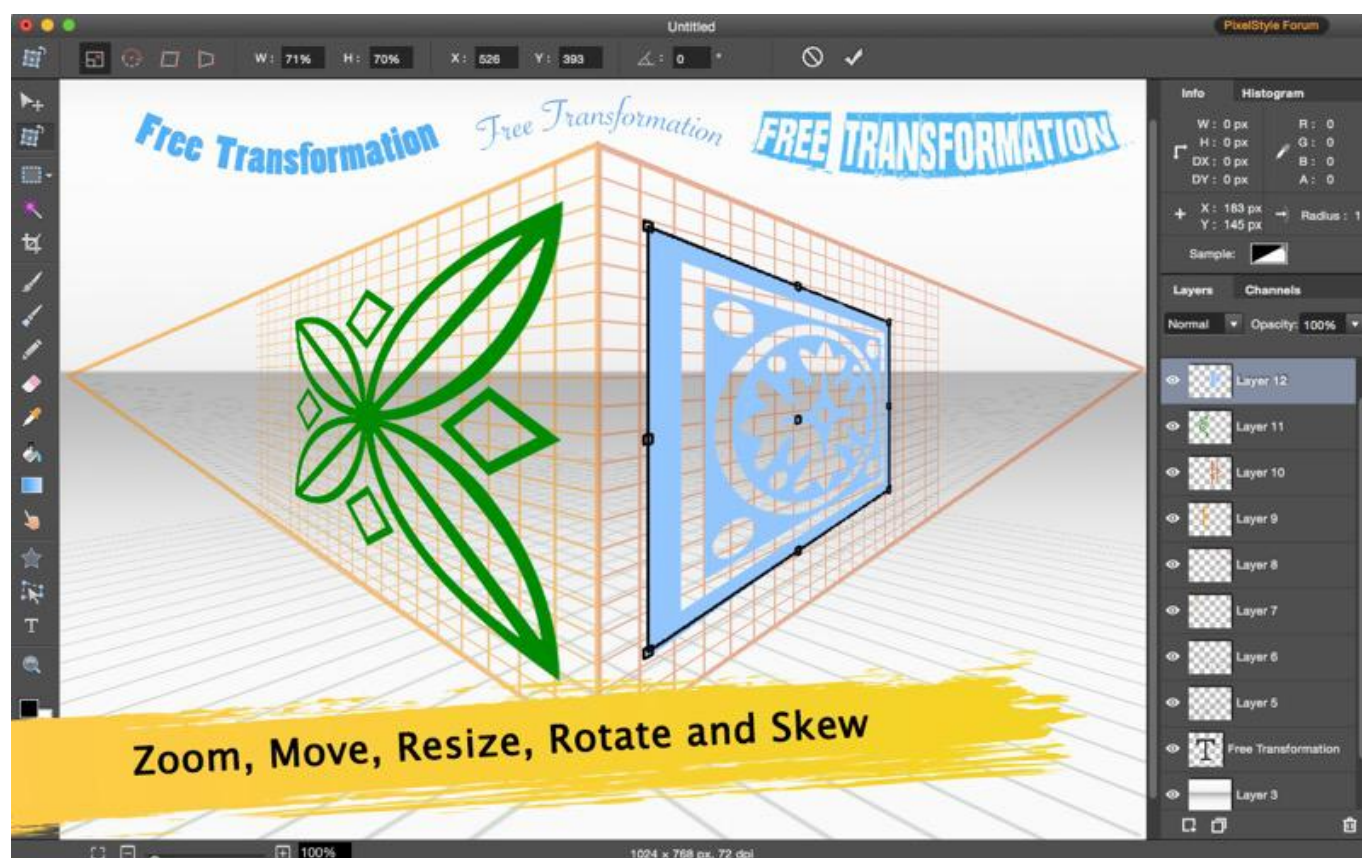 Untitled
PixelStyle Forum
W: 71% H: 70% X: 526 Y: 393 : 0 °
Free Transformation
Free Transformation
FREE TRANSFORMATION
Zoom, Move, Resize, Rotate and Skew
T
100%
1024 × 768 px, 72 dpi
Info Histogram
W: 0 px R: 0
H: 0 px G: 0
DX: 0 px B: 0
DY: 0 px A: 0
X: 183 px Radius: 1
Y: 145 px
Sample:
Layers Channels
Normal Opacity: 100%
Layer 12
Layer 11
Layer 10
Layer 9
Layer 8
Layer 7
Layer 6
Layer 5
T Free Transformation
Layer 3